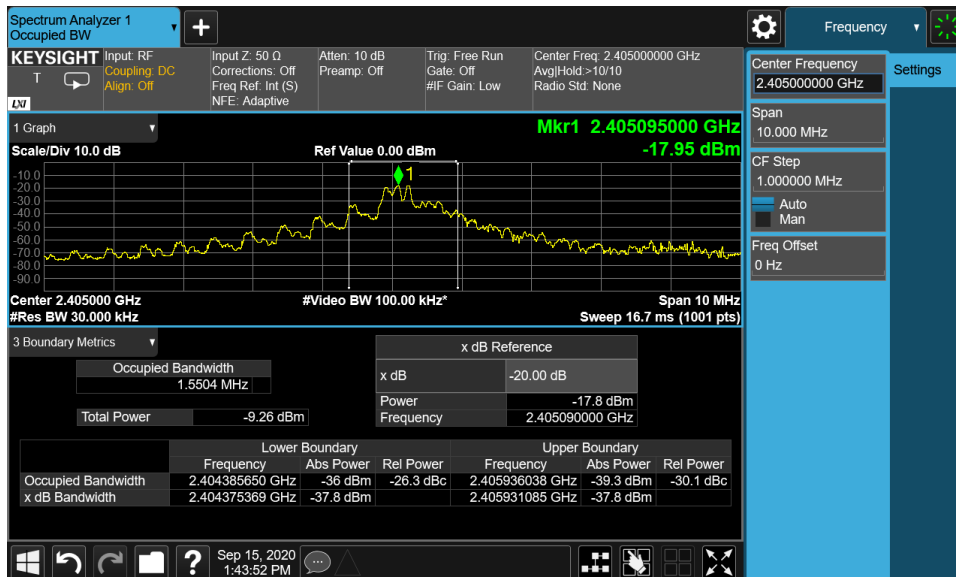 Spectrum Analyzer 1
Occupied BW
Frequency
KEYSIGHT
T
LXI
Input: RF
Coupling: DC
Align: Off
Input Z: 50 Ω
Corrections: Off
Freq Ref: Int (S)
NFE: Adaptive
Atten: 10 dB
Preamp: Off
Trig: Free Run
Gate: Off
#IF Gain: Low
Center Freq: 2.405000000 GHz
Avg|Hold:>10/10
Radio Std: None
Center Frequency
2.405000000 GHz
Settings
Span
10.000 MHz
CF Step
1.000000 MHz
Auto
Man
Freq Offset
0 Hz
1 Graph
Mkr1 2.405095000 GHz
Scale/Div 10.0 dB
Ref Value 0.00 dBm
-17.95 dBm
1
-10.0
-20.0
-30.0
-40.0
-50.0
-60.0
-70.0
-80.0
-90.0
Center 2.405000 GHz
#Video BW 100.00 kHz*
Span 10 MHz
#Res BW 30.000 kHz
Sweep 16.7 ms (1001 pts)
3 Boundary Metrics
Occupied Bandwidth
1.5504 MHz
Total Power -9.26 dBm
x dB Reference
x dB -20.00 dB
Power -17.8 dBm
Frequency 2.405090000 GHz
Lower Boundary Upper Boundary
Frequency Abs Power Rel Power Frequency Abs Power Rel Power
Occupied Bandwidth 2.404385650 GHz -36 dBm -26.3 dBc 2.405936038 GHz -39.3 dBm -30.1 dBc
x dB Bandwidth 2.404375369 GHz -37.8 dBm 2.405931085 GHz -37.8 dBm
?
Sep 15, 2020
1:43:52 PM